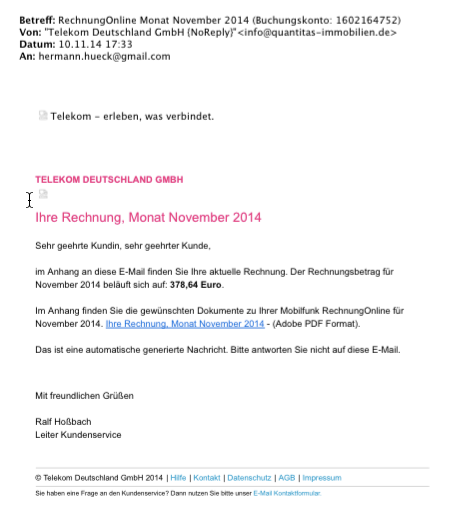 Betreff: RechnungOnline Monat November 2014 (Buchungskonto: 1602164752)
Von: "Telekom Deutschland GmbH {NoReply}"<info@quantitas-immobilien.de>
Datum: 10.11.14 17:33
An: hermann.hueck@gmail.com
Telekom – erleben, was verbindet.
TELEKOM DEUTSCHLAND GMBH
Ihre Rechnung, Monat November 2014
Sehr geehrte Kundin, sehr geehrter Kunde,
im Anhang an diese E-Mail finden Sie Ihre aktuelle Rechnung. Der Rechnungsbetrag für
November 2014 beläuft sich auf: 378,64 Euro.
Im Anhang finden Sie die gewünschten Dokumente zu Ihrer Mobilfunk RechnungOnline für
November 2014. Ihre Rechnung, Monat November 2014 - (Adobe PDF Format).
Das ist eine automatische generierte Nachricht. Bitte antworten Sie nicht auf diese E-Mail.
Mit freundlichen Grüßen
Ralf Hoßbach
Leiter Kundenservice
© Telekom Deutschland GmbH 2014 | Hilfe | Kontakt | Datenschutz | AGB | Impressum
Sie haben eine Frage an den Kundenservice? Dann nutzen Sie bitte unser E-Mail Kontaktformular.